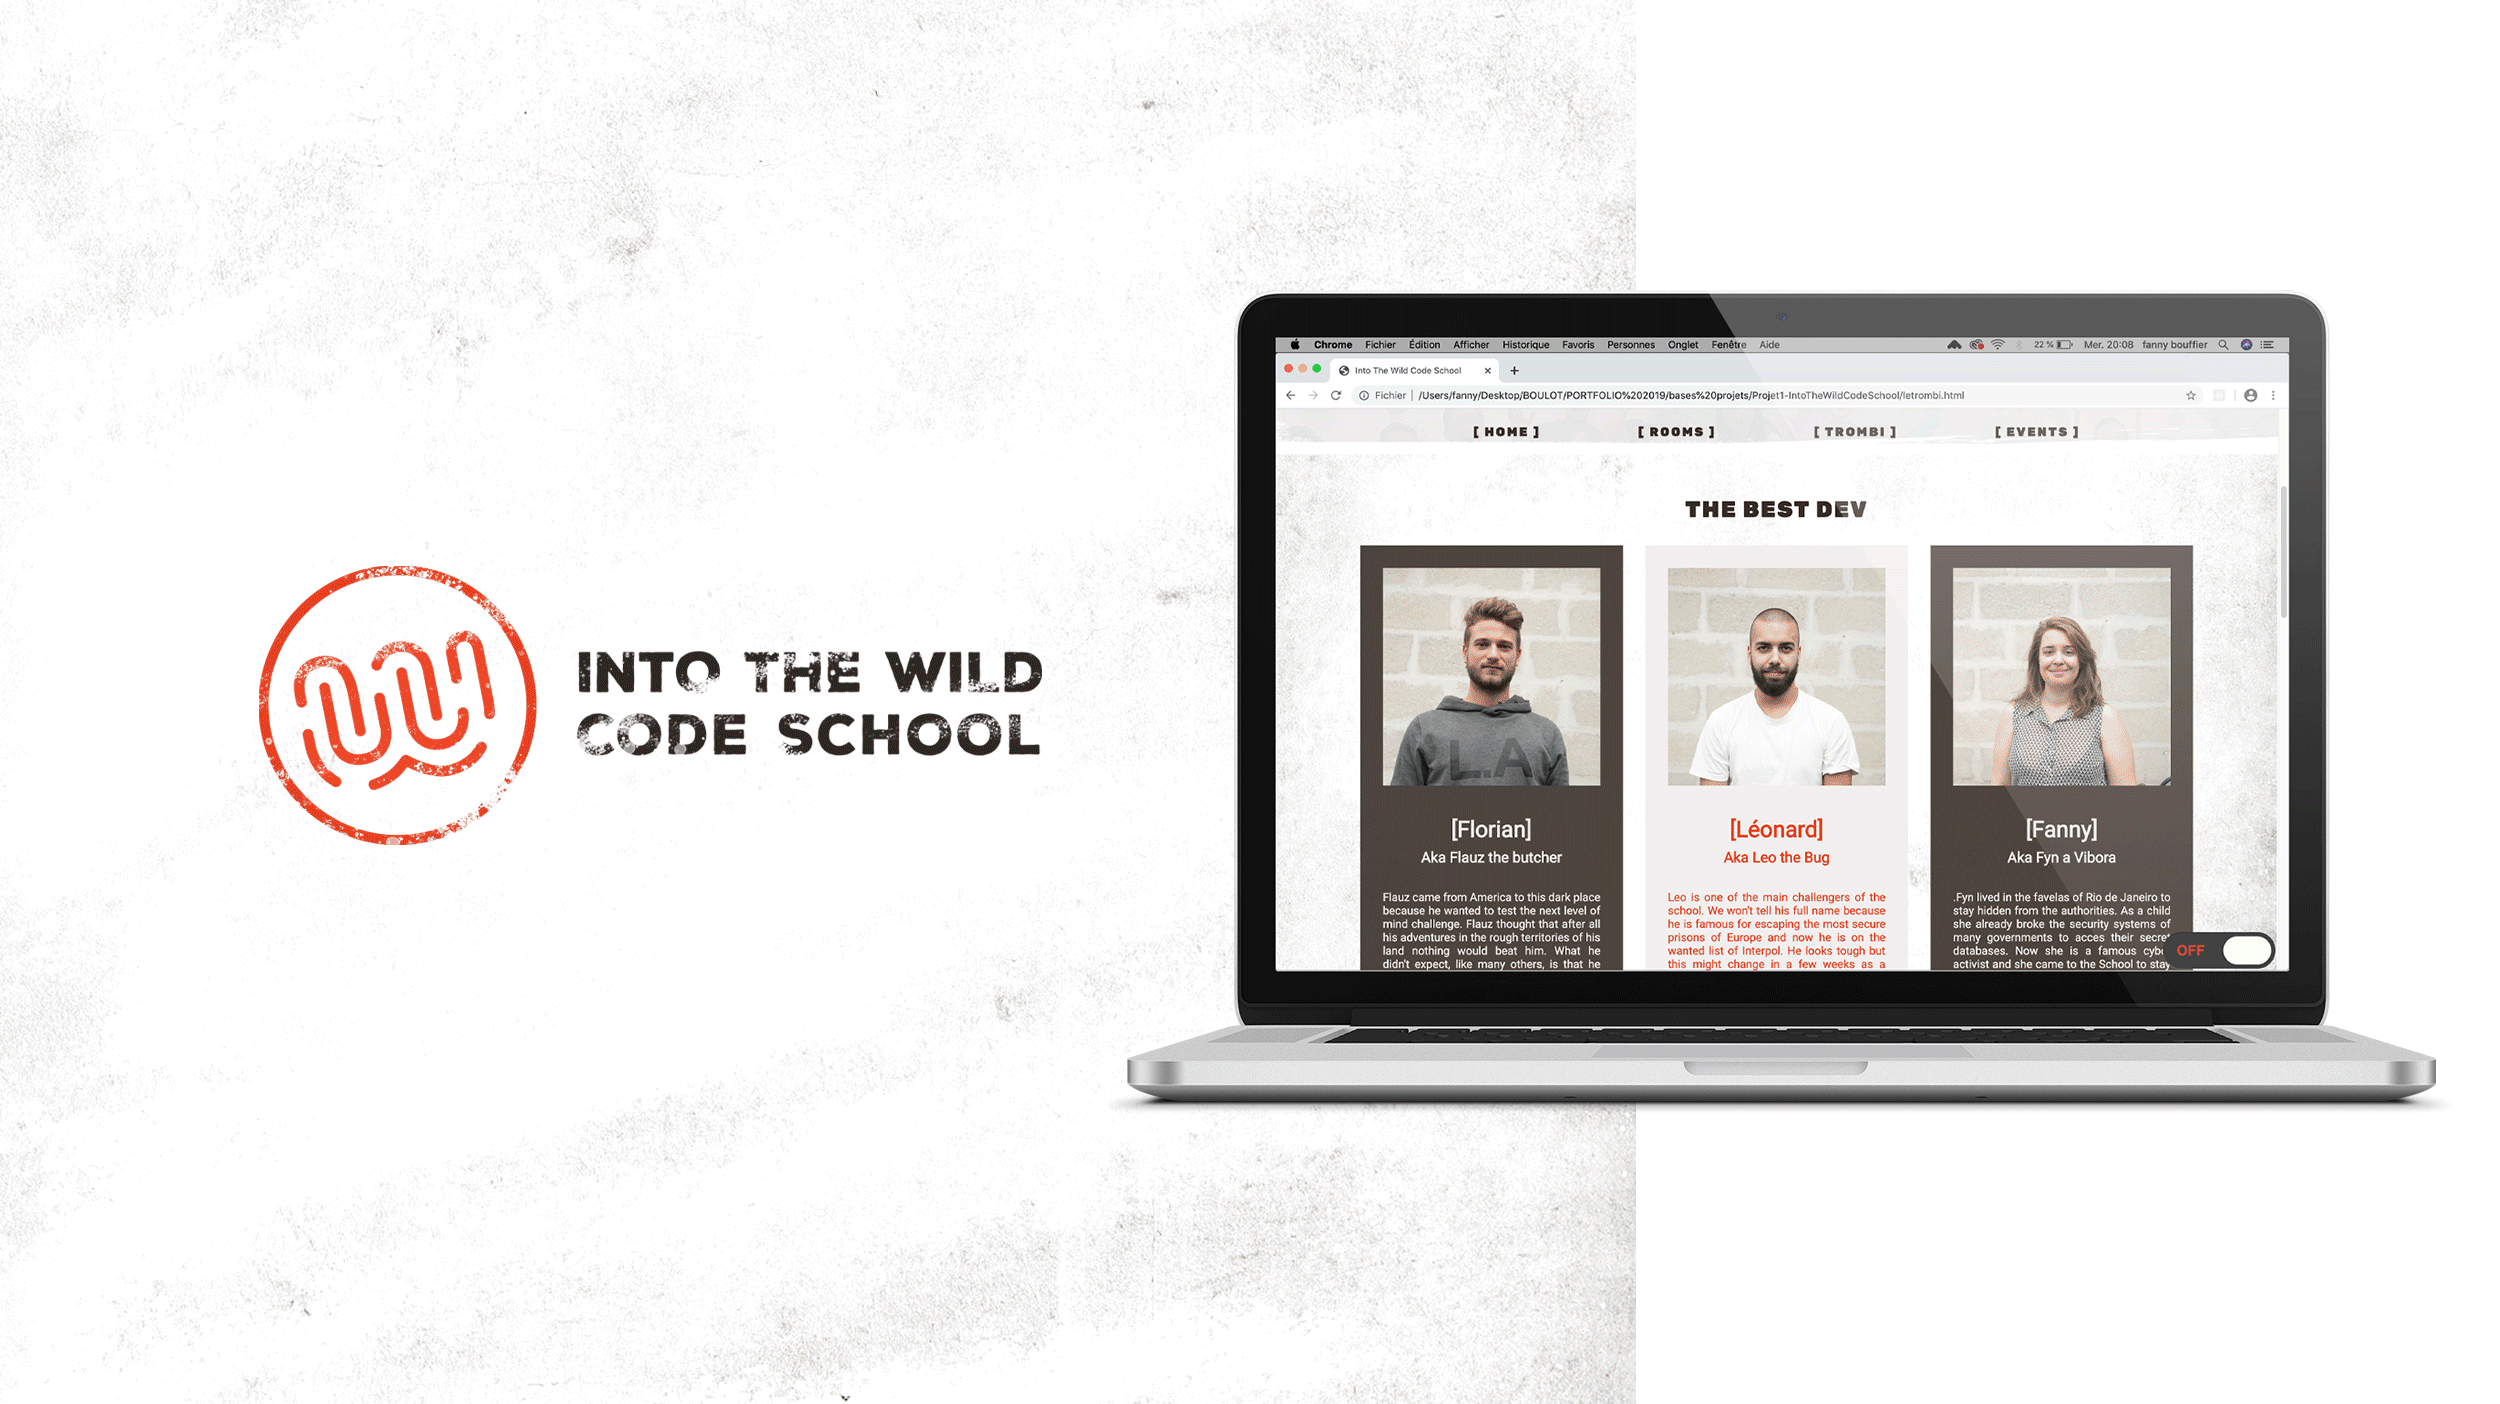 INTO THE WILD
CODE SCHOOL
Chrome Fichier Édition Afficher Historique Favoris Personnes Onglet Fenêtre Aide 22 % Mer. 20:08 fanny bouffier
Into The Wild Code School
Fichier /Users/fanny/Desktop/BOULOT/PORTFOLIO%202019/bases%20projets/Projet1-IntoTheWildCodeSchool/letrombi.html
[ HOME ] [ ROOMS ] [ TROMBI ] [ EVENTS ]
THE BEST DEV
L.A
[Florian]
Aka Flauz the butcher
Flauz came from America to this dark place
because he wanted to test the next level of
mind challenge. Flauz thought that after all
his adventures in the rough territories of his
land nothing would beat him. What he
didn't expect, like many others, is that he
[Léonard]
Aka Leo the Bug
Leo is one of the main challengers of the
school. We won't tell his full name because
he is famous for escaping the most secure
prisons of Europe and now he is on the
wanted list of Interpol. He looks tough but
this might change in a few weeks as a
[Fanny]
Aka Fyn a Vibora
.Fyn lived in the favelas of Rio de Janeiro to
stay hidden from the authorities. As a child
she already broke the security systems of
many governments to acces their secret
databases. Now she is a famous cybe
activist and she came to the School to stay
OFF